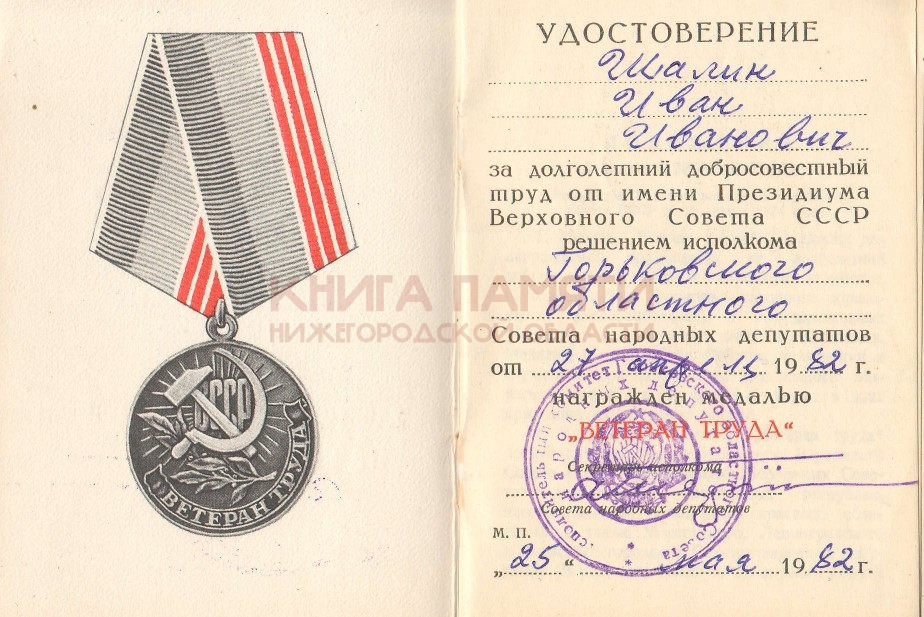 СССР
ВЕТЕРАН ТРУДА
КНИГА ПАМЯТИ
НИЖЕГОРОДСКОЙ ОБЛАСТИ
УДОСТОВЕРЕНИЕ
Шалин
Иван
Иванович
за долголетний добросовестный
труд от имени Президиума
Верховного Совета СССР
решением исполкома
Горьковского
областного
Совета народных депутатов
от 27 апреля 1982 г.
награжден медалью
„ВЕТЕРАН ТРУДА“
Секретарь исполкома
Совета народных депутатов
М. П.
„25“ мая 1982 г.